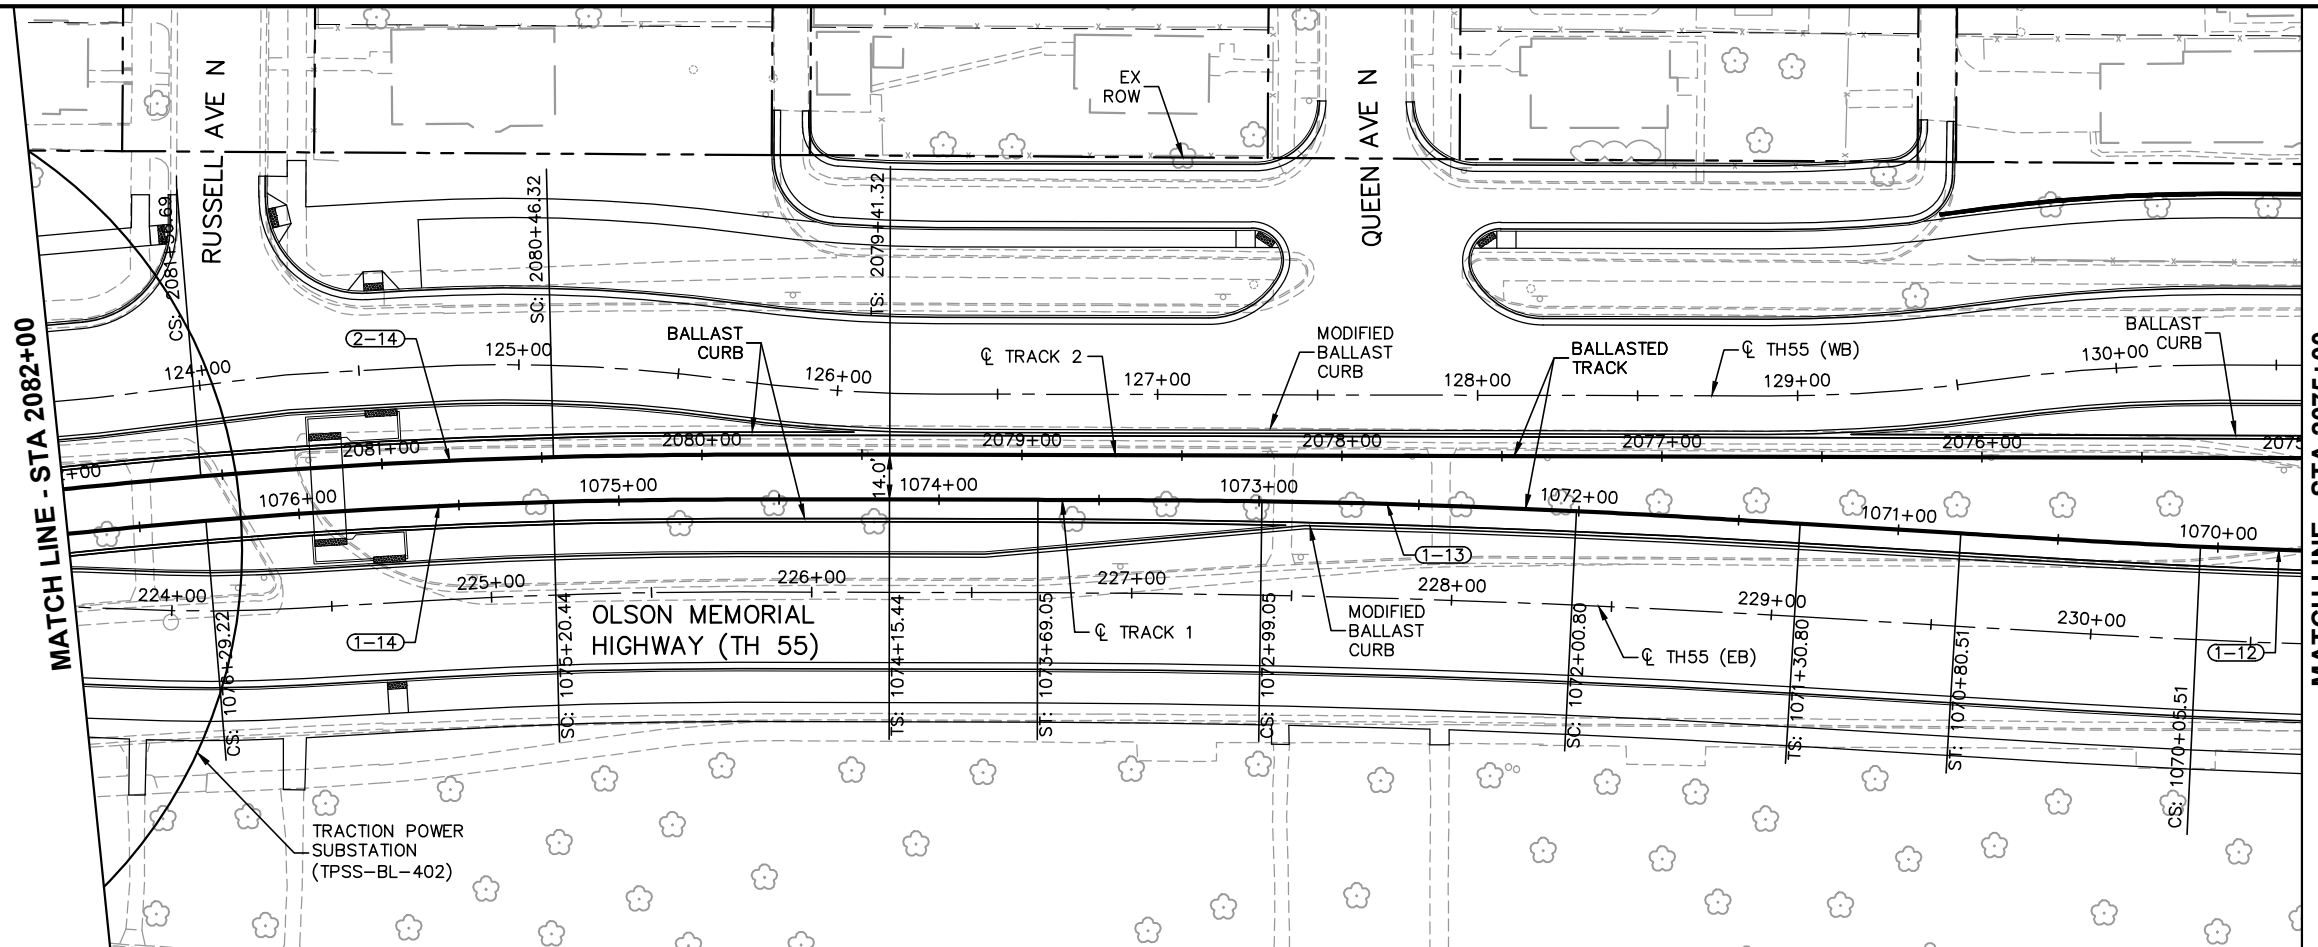 RUSSELL AVE N
QUEEN AVE N
EX
ROW
MATCH LINE - STA 2082+00
CS: 2081+
SC: 2080+46.32
TS: 2079+41.32
2-14
BALLAST
CURB
℄ TRACK 2
MODIFIED
BALLAST
CURB
BALLASTED
TRACK
℄ TH55 (WB)
BALLAST
CURB
124+00
125+00
126+00
127+00
128+00
129+00
130+00
+00
2081+00
2080+00
2079+00
2078+00
2077+00
2076+00
2075
14.0'
1076+00
1075+00
1074+00
1073+00
1072+00
1071+00
1070+00
1-13
224+00
225+00
226+00
227+00
228+00
229+00
230+00
1-14
OLSON MEMORIAL
HIGHWAY (TH 55)
℄ TRACK 1
MODIFIED
BALLAST
CURB
℄ TH55 (EB)
1-12
CS: 1076+29.22
SC: 1075+20.44
TS: 1074+15.44
ST: 1073+69.05
CS: 1072+99.05
SC: 1072+00.80
TS: 1071+30.80
ST: 1070+80.51
CS: 1070+05.51
TRACTION POWER
SUBSTATION
(TPSS-BL-402)